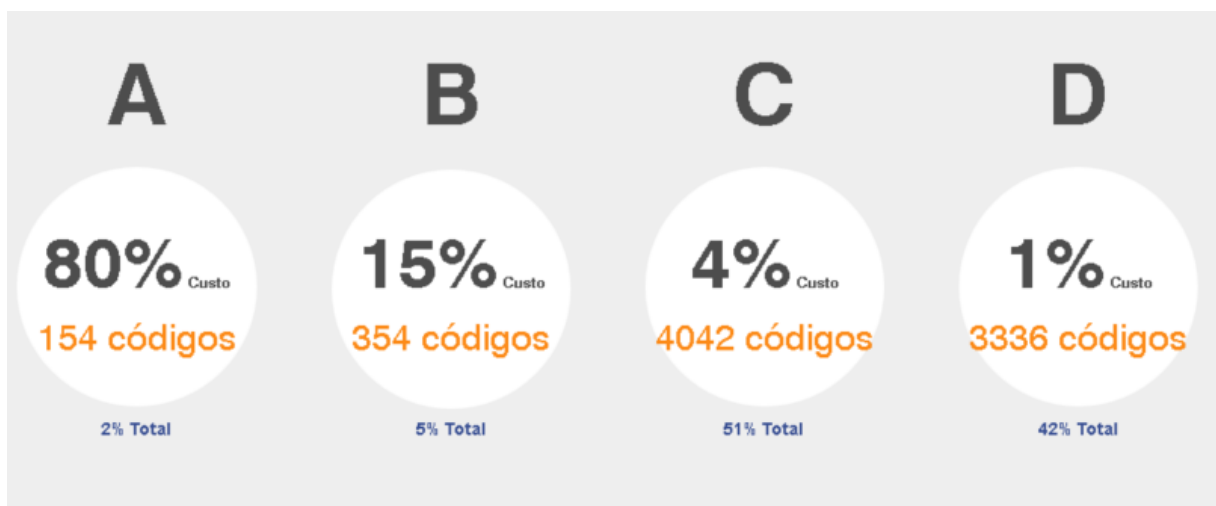 A
B
C
D
80% Custo
15% Custo
4% Custo
1% Custo
154 códigos
354 códigos
4042 códigos
3336 códigos
2% Total
5% Total
51% Total
42% Total